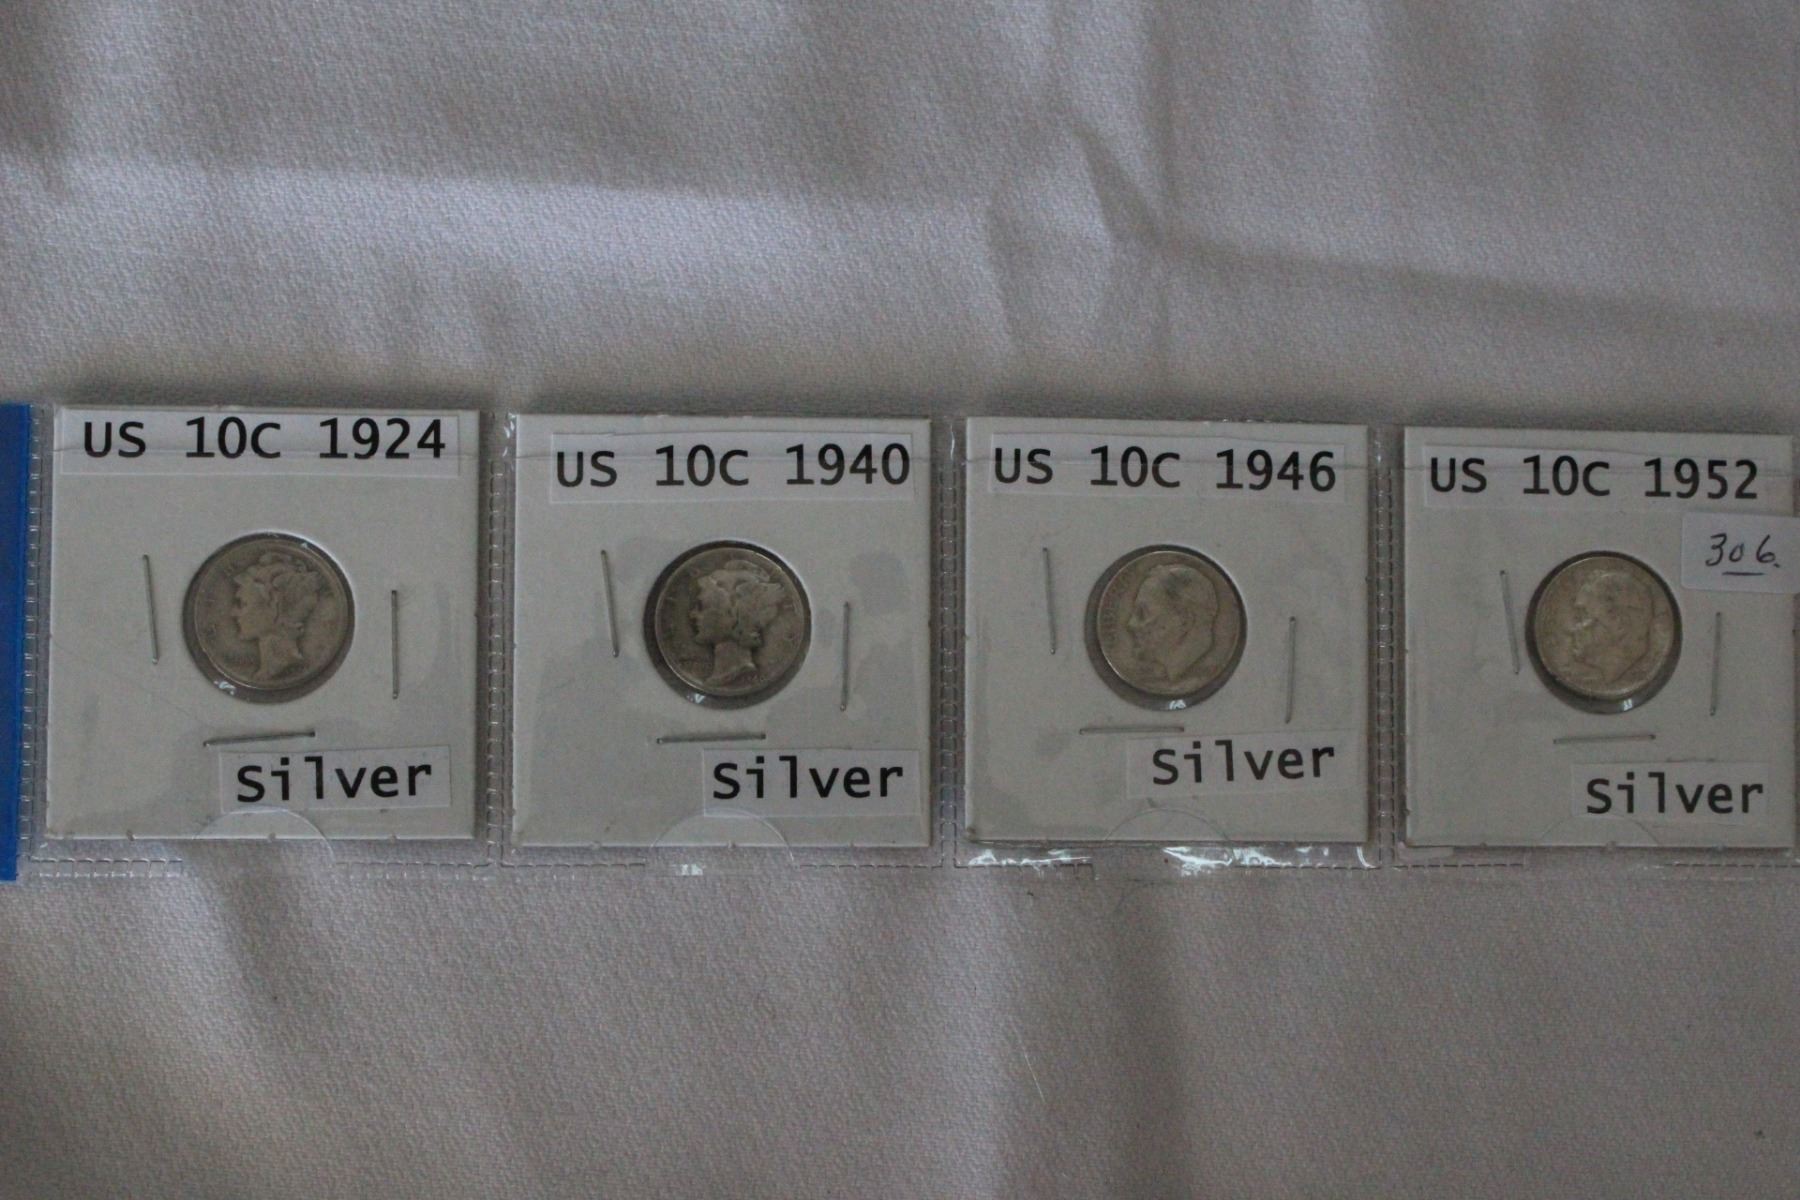 US 10C 1924
Silver
US 10C 1940
Silver
US 10C 1946
Silver
US 10C 1952
306.
Silver